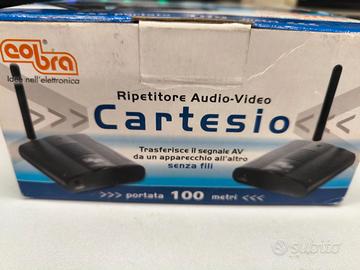 cobra
Idee nell'elettronica
Ripetitore Audio-Video
Cartesio
Trasferisce il segnale AV
da un apparecchio all'altro
senza fili
>>> portata 100 metri <<<
subito